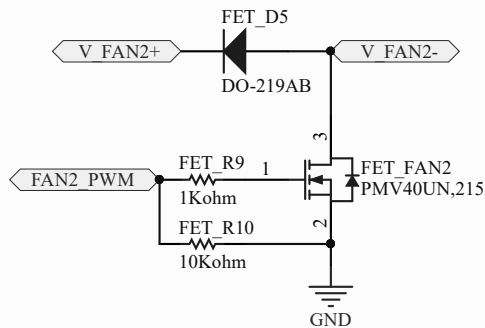 FET_D5
V_FAN2+
V_FAN2-
DO-219AB
3
FET_R9
1
FET_FAN2
FAN2_PWM
PMV40UN,215
1Kohm
2
FET_R10
10Kohm
GND